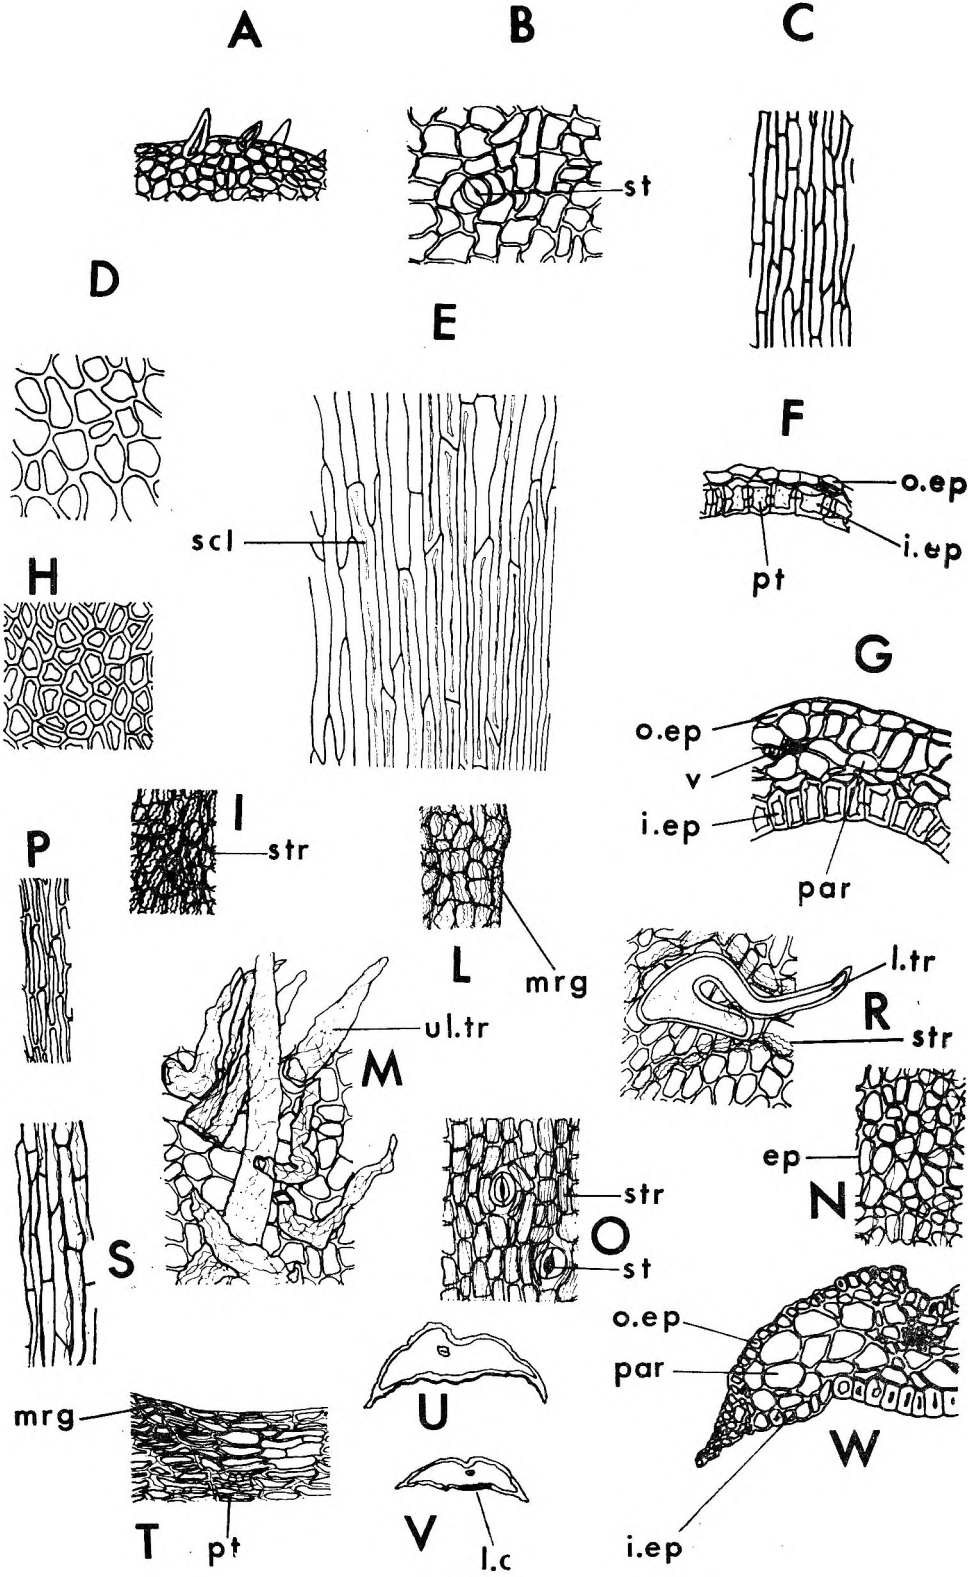 A
B
C
st
D
E
F
o.ep
scl
i.ep
pt
H
G
o.ep
v
i.ep
I
str
P
par
L
mrg
l.tr
ul.tr
R
M
str
ep
N
str
O
S
st
o.ep
par
mrg
U
W
T
pt
V
l.c
i.ep